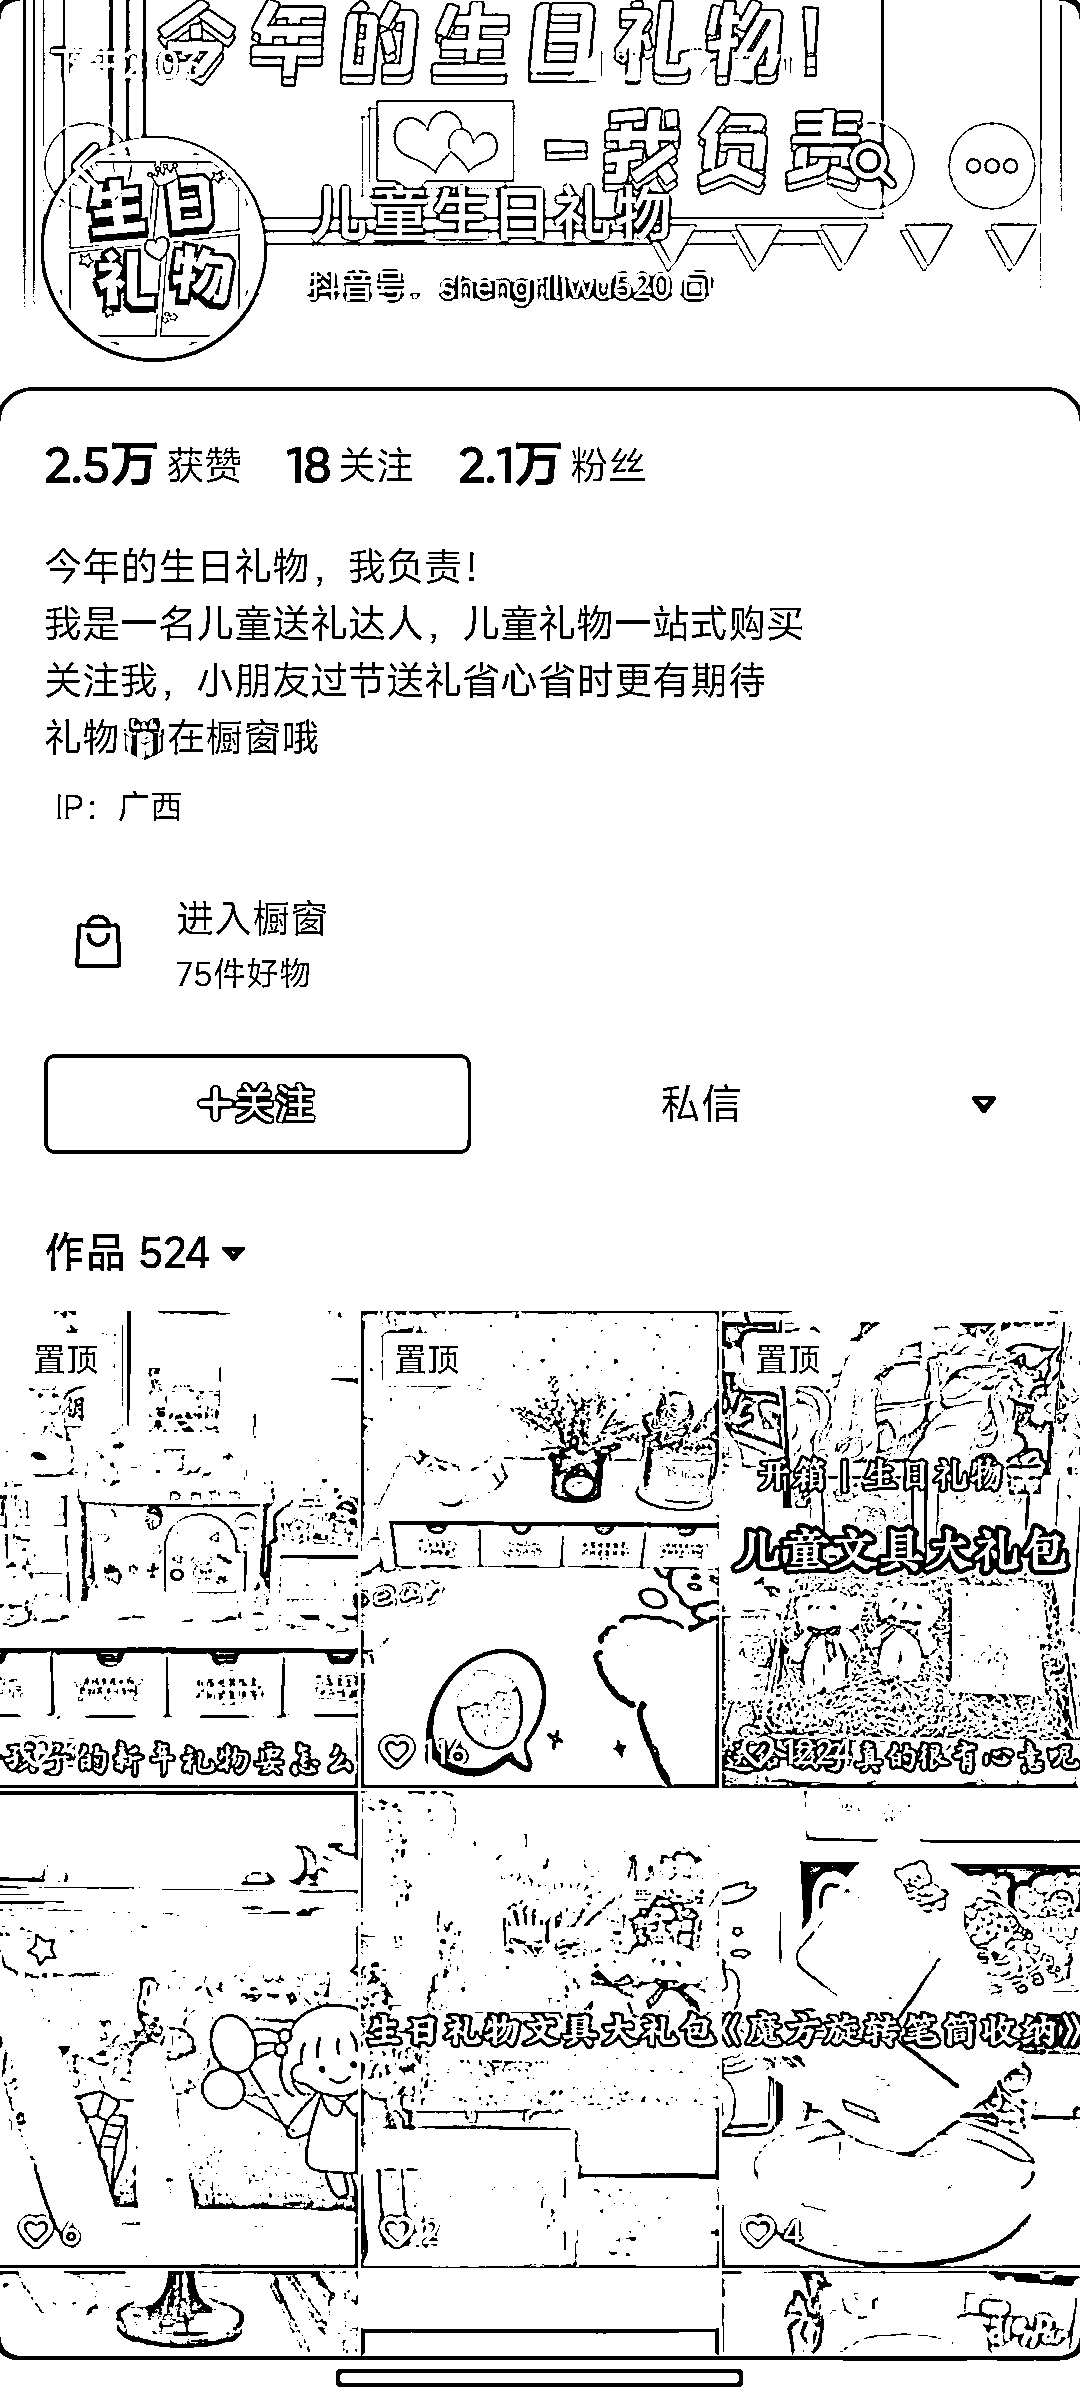 今年的生日礼物！
-我负责
生日
礼物
儿童生日礼物
抖音号：shengriliwu520
2.5万 获赞 18 关注 2.1万 粉丝
今年的生日礼物，我负责！
我是一名儿童送礼达人，儿童礼物一站式购买
关注我，小朋友过节送礼省心省时更有期待
礼物🎁在橱窗哦
IP：广西
进入橱窗
75件好物
+关注
私信
作品 524
置顶
置顶
置顶
开箱 | 生日礼物
儿童文具大礼包
孩子的新年礼物要怎么
116
真的很有心意呢
生日礼物文具大礼包
《魔方旋转笔筒收纳》
6
2
4